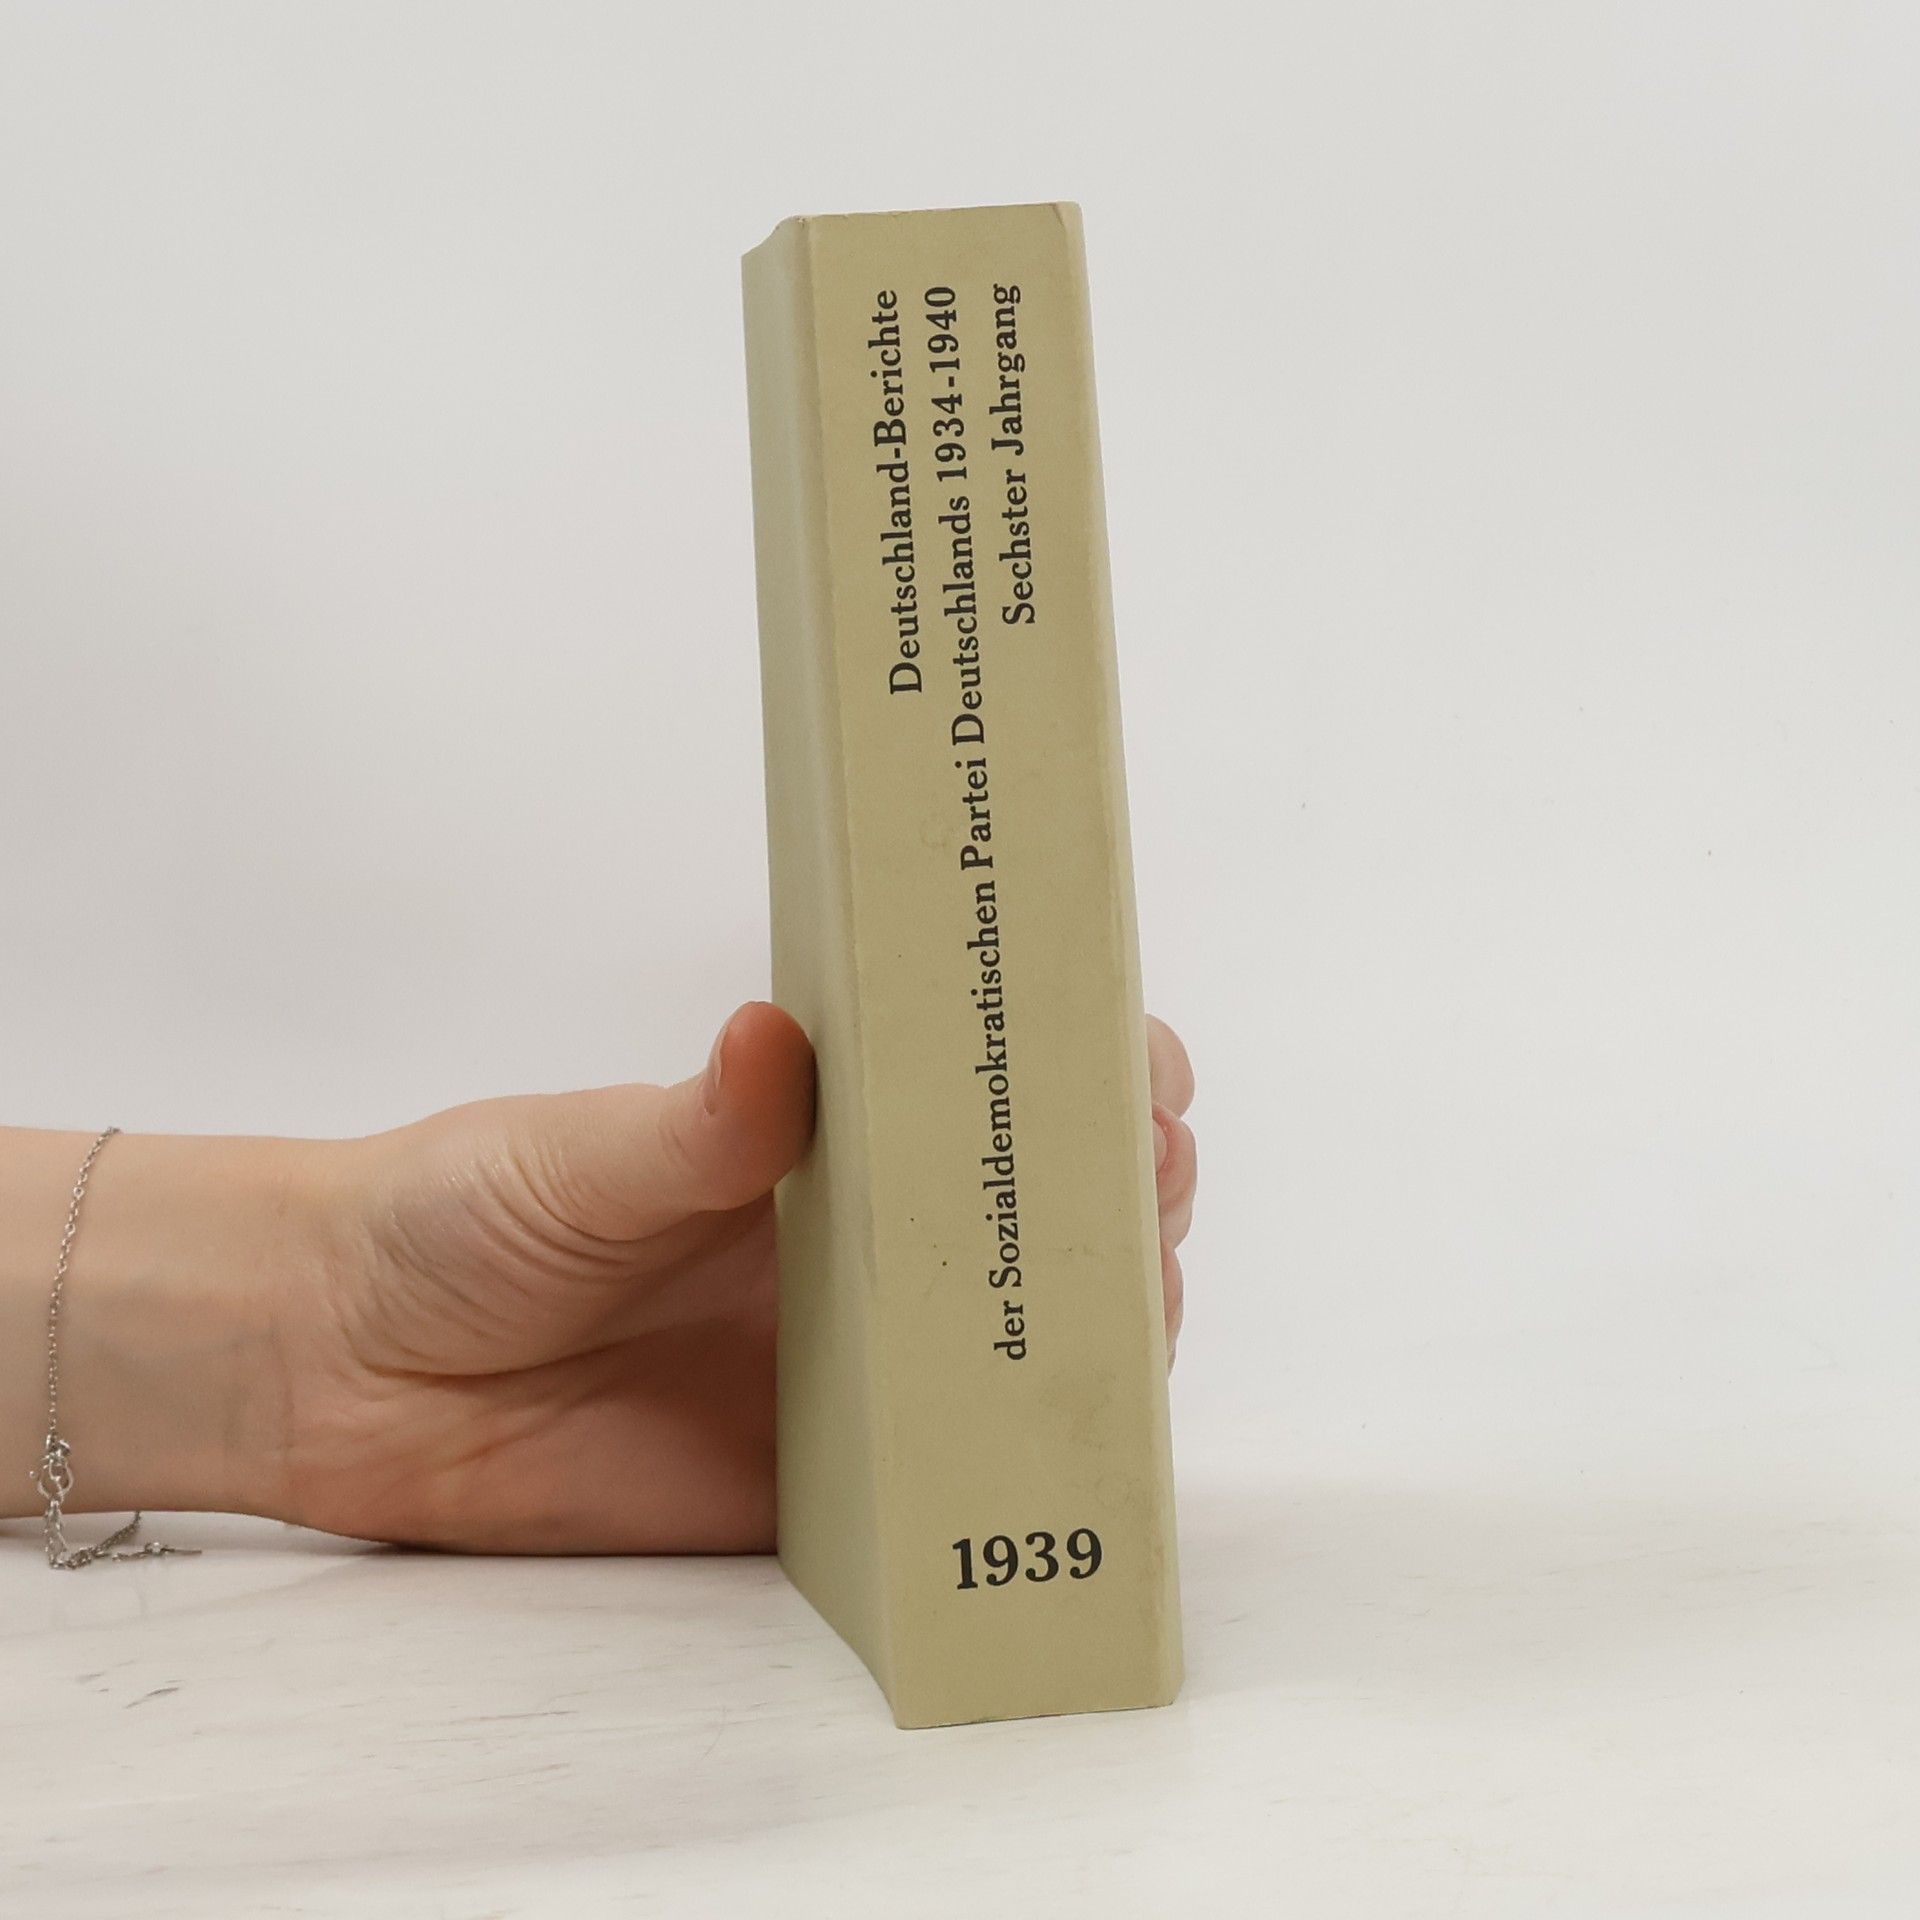 Deutschland-Berichte
der Sozialdemokratischen Partei Deutschlands 1934-1940
Sechster Jahrgang
1939